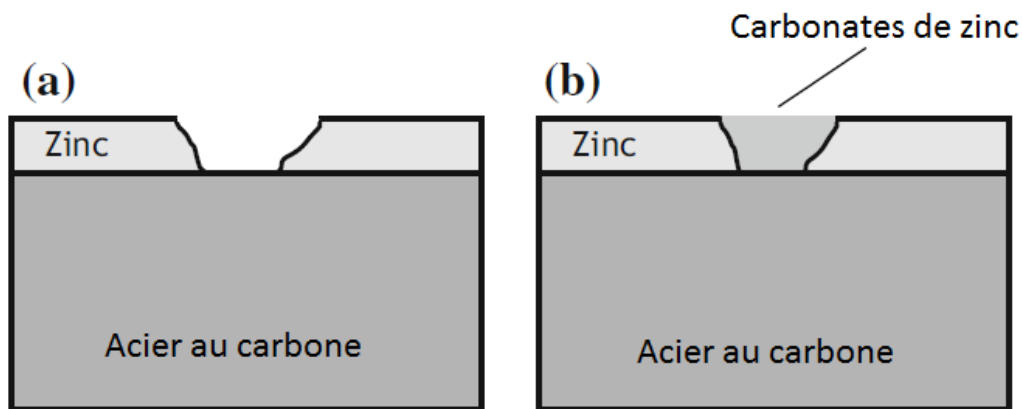 Carbonates de zinc
(a)
(b)
Zinc
Zinc
Acier au carbone
Acier au carbone